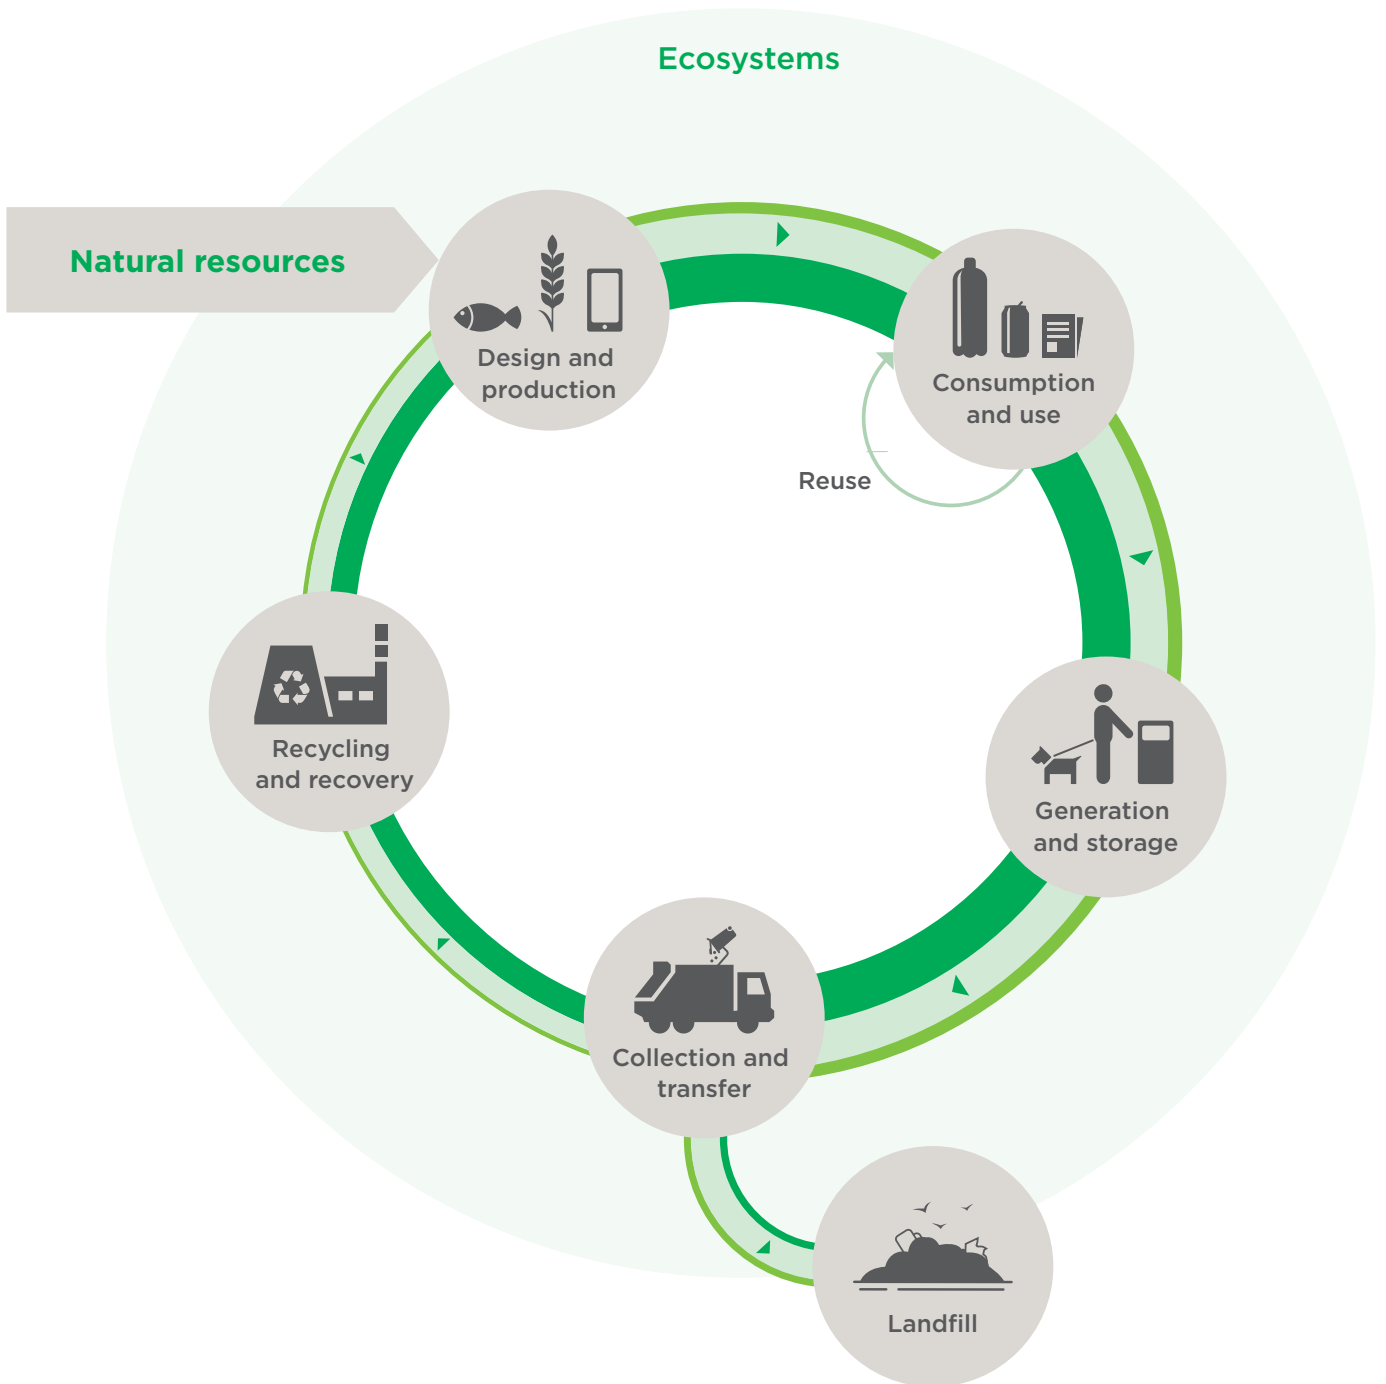 Ecosystems
Natural resources
Design and
production
Consumption
and use
Reuse
Generation
and storage
Collection and
transfer
Recycling
and recovery
Landfill